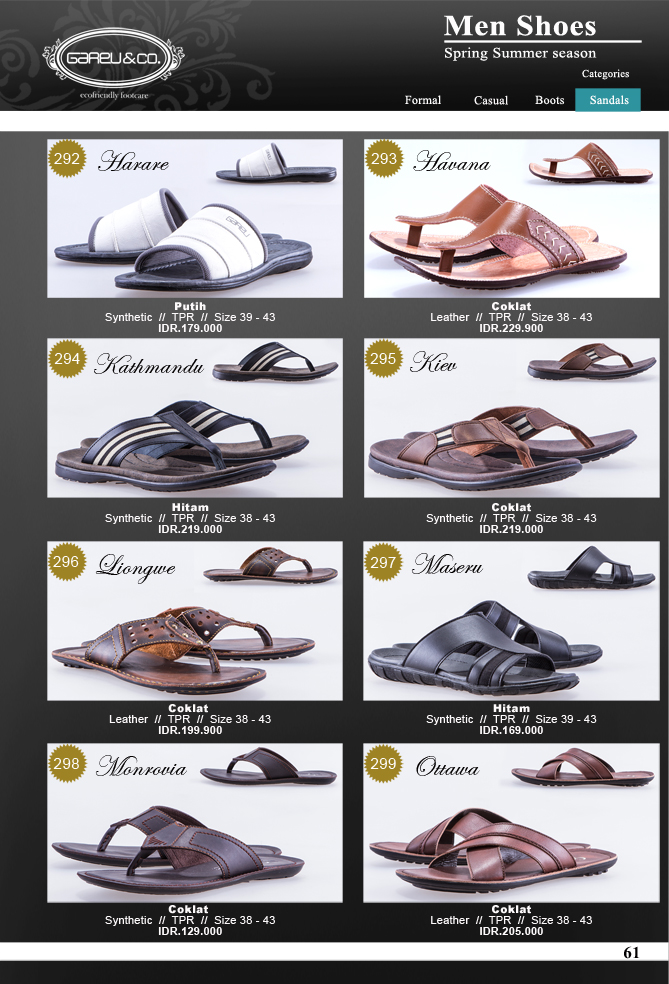 GAREU&CO.
ecofriendly footcare
Men Shoes
Spring Summer season
Categories
Formal Casual Boots Sandals
292 Harare
GAREU
Putih
Synthetic // TPR // Size 39 - 43
IDR.179.000
293 Havana
Coklat
Leather // TPR // Size 38 - 43
IDR.229.900
294 Kathmandu
Hitam
Synthetic // TPR // Size 38 - 43
IDR.219.000
295 Kiev
Coklat
Synthetic // TPR // Size 38 - 43
IDR.219.000
296 Liongwe
Coklat
Leather // TPR // Size 38 - 43
IDR.199.900
297 Maseru
Hitam
Synthetic // TPR // Size 39 - 43
IDR.169.000
298 Monrovia
Coklat
Synthetic // TPR // Size 38 - 43
IDR.129.000
299 Ottawa
Coklat
Leather // TPR // Size 38 - 43
IDR.205.000
61